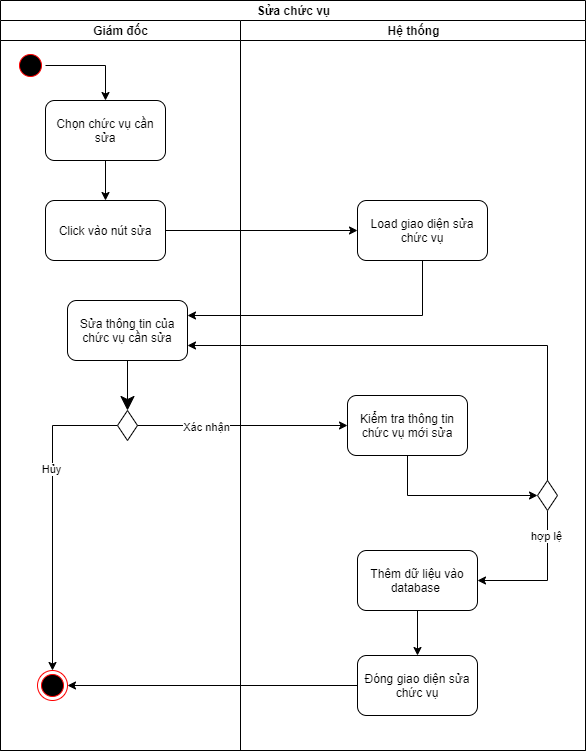 Sửa chức vụ
Giám đốc
Hệ thống
Chọn chức vụ cần
sửa
Click vào nút sửa
Load giao diện sửa
chức vụ
Sửa thông tin của
chức vụ cần sửa
Xác nhận
Kiểm tra thông tin
chức vụ mới sửa
Hủy
hợp lệ
Thêm dữ liệu vào
database
Đóng giao diện sửa
chức vụ